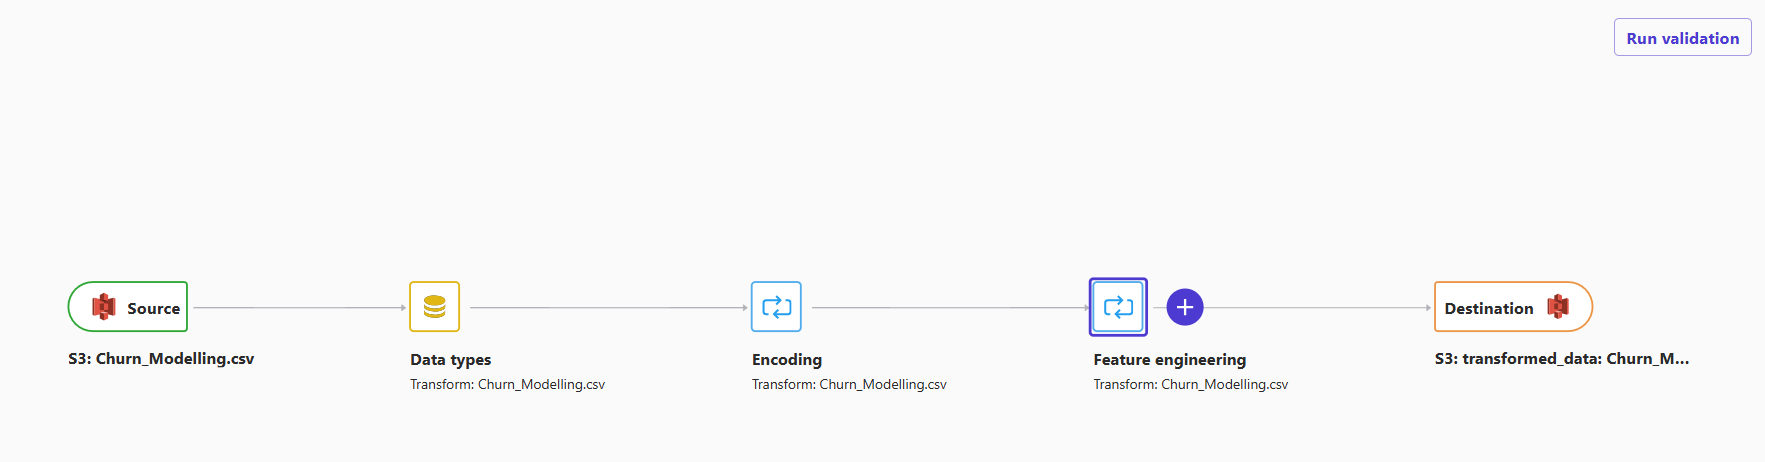 Run validation
Source
Destination
S3: Churn_Modelling.csv
Data types
Transform: Churn_Modelling.csv
Encoding
Transform: Churn_Modelling.csv
Feature engineering
Transform: Churn_Modelling.csv
S3: transformed_data: Churn_M...